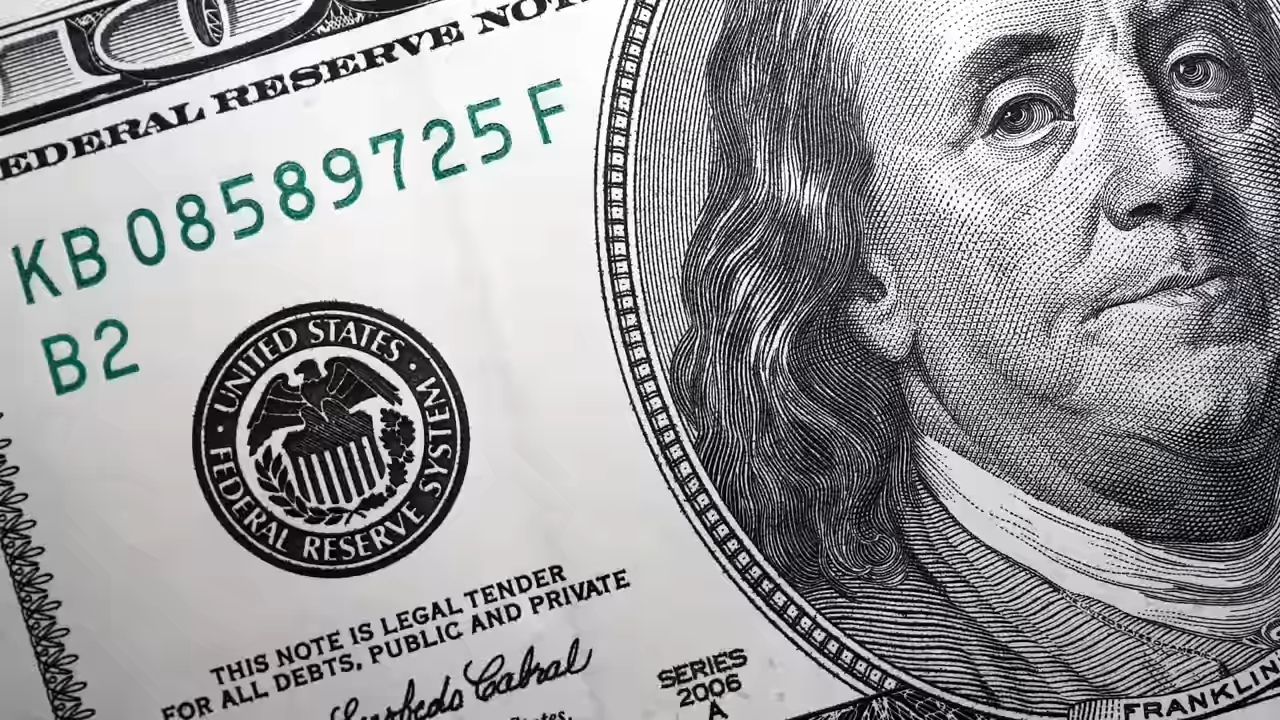 FEDERAL RESERVE NOTE
KB 08589725 F
B2
UNITED STATES
FEDERAL RESERVE SYSTEM
THIS NOTE IS LEGAL TENDER
FOR ALL DEBTS, PUBLIC AND PRIVATE
Cabral
SERIES
2006
A
FRANKLIN